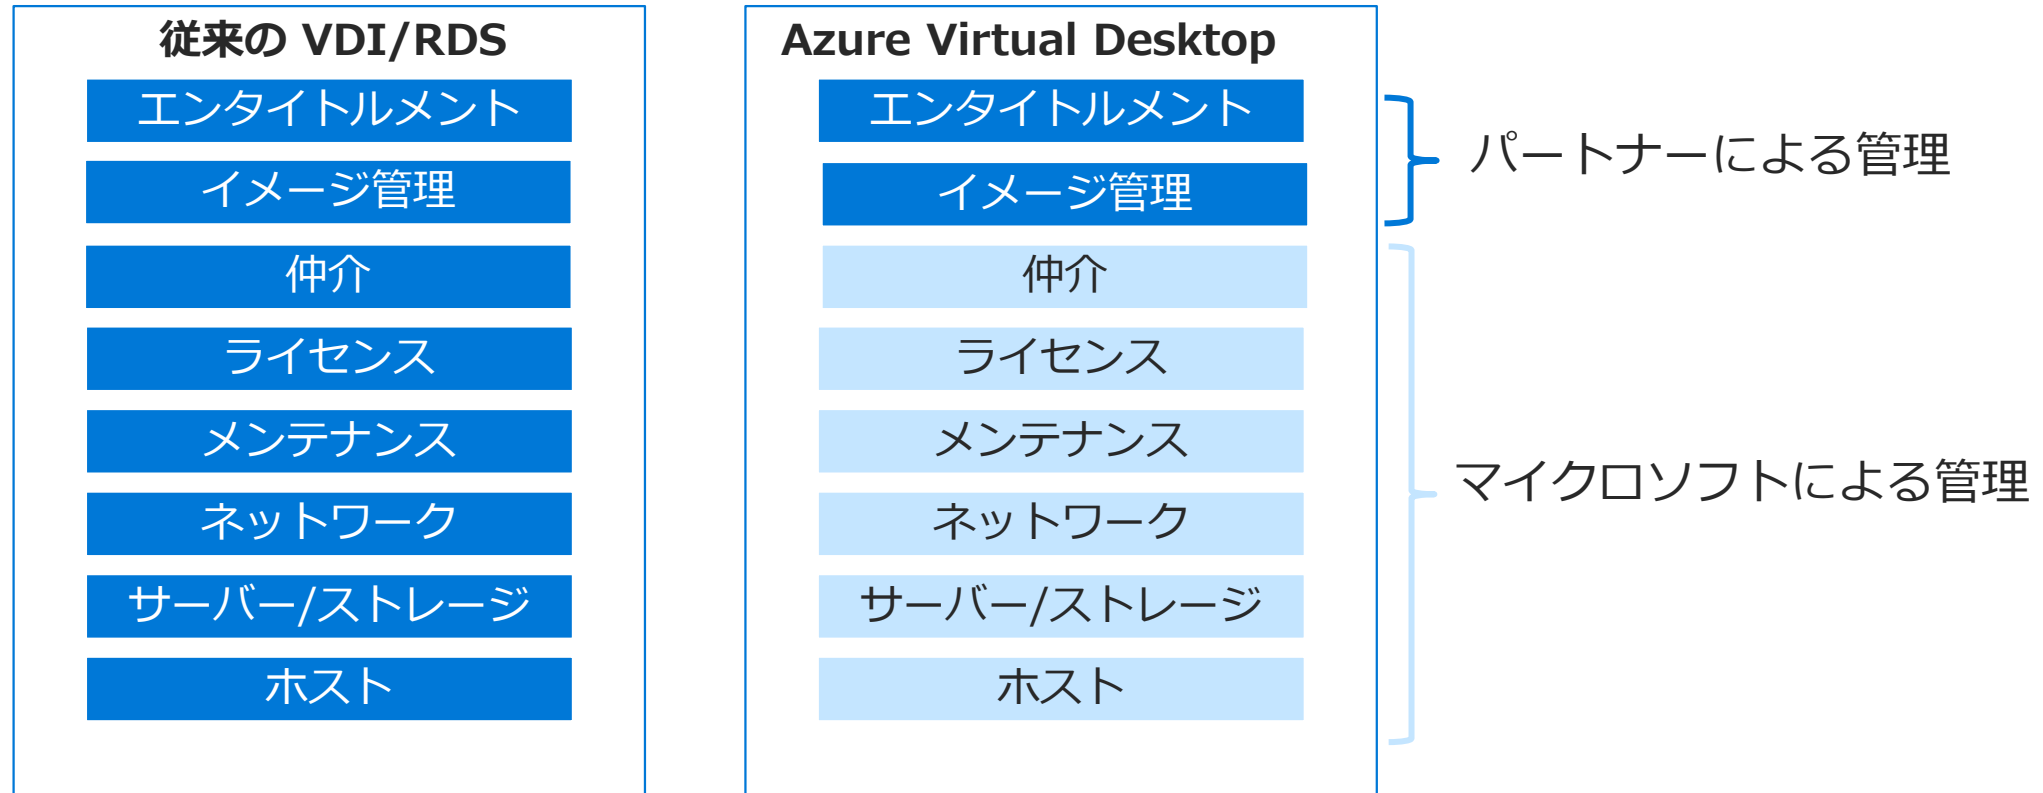 従来の VDI/RDS
エンタイトルメント
イメージ管理
仲介
ライセンス
メンテナンス
ネットワーク
サーバー/ストレージ
ホスト
Azure Virtual Desktop
エンタイトルメント
イメージ管理
仲介
ライセンス
メンテナンス
ネットワーク
サーバー/ストレージ
ホスト
パートナーによる管理
マイクロソフトによる管理